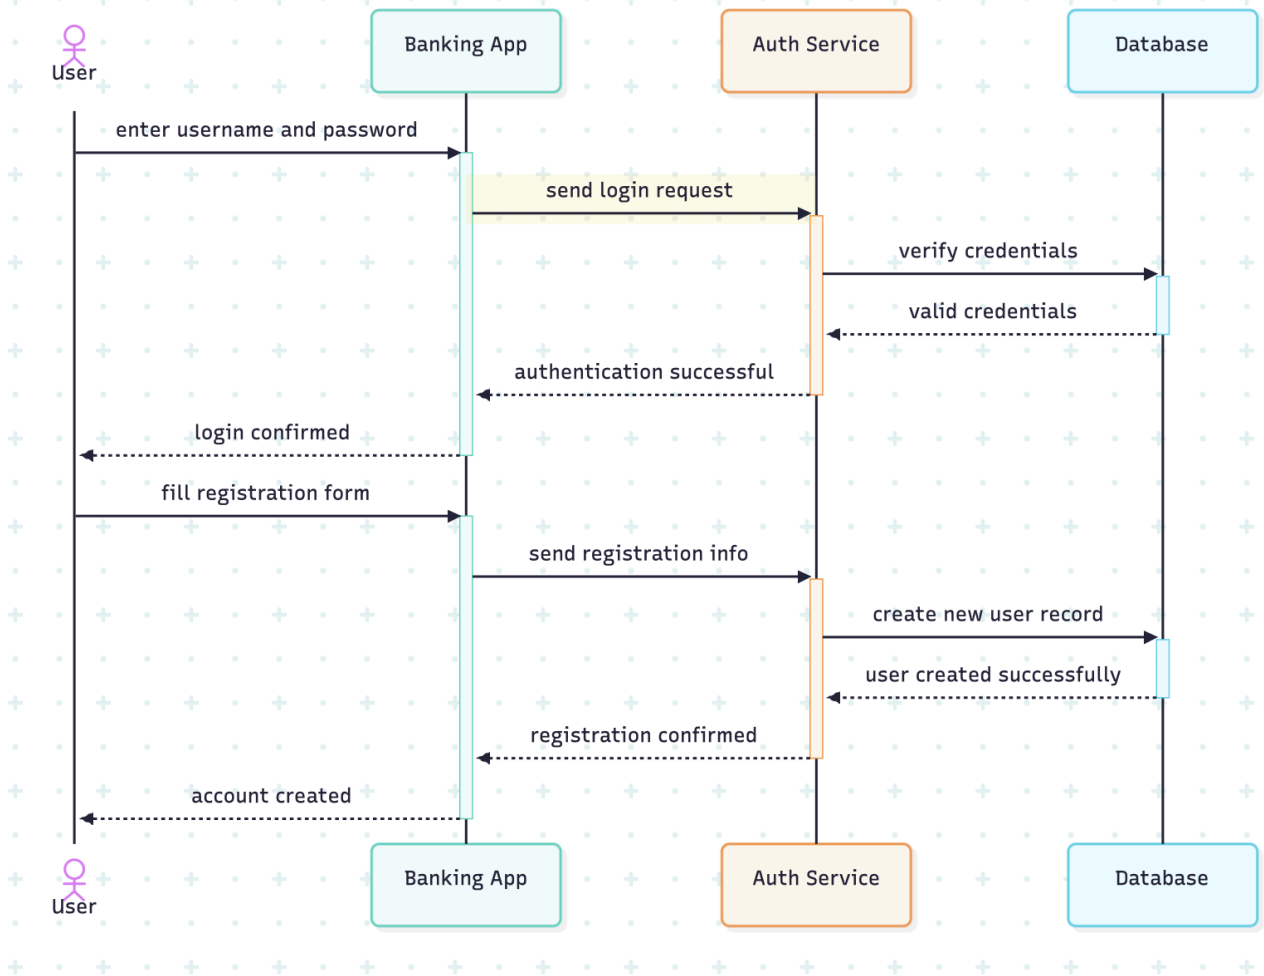 User
Banking App
Auth Service
Database
enter username and password
send login request
verify credentials
valid credentials
authentication successful
login confirmed
fill registration form
send registration info
create new user record
user created successfully
registration confirmed
account created
User
Banking App
Auth Service
Database